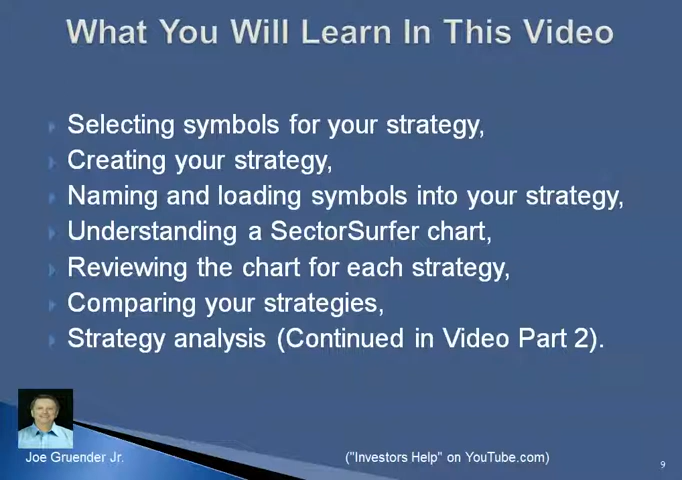 What You Will Learn In This Video
Selecting symbols for your strategy,
Creating your strategy,
Naming and loading symbols into your strategy,
Understanding a SectorSurfer chart,
Reviewing the chart for each strategy,
Comparing your strategies,
Strategy analysis (Continued in Video Part 2).
Joe Gruender Jr.
("Investors Help" on YouTube.com)
9